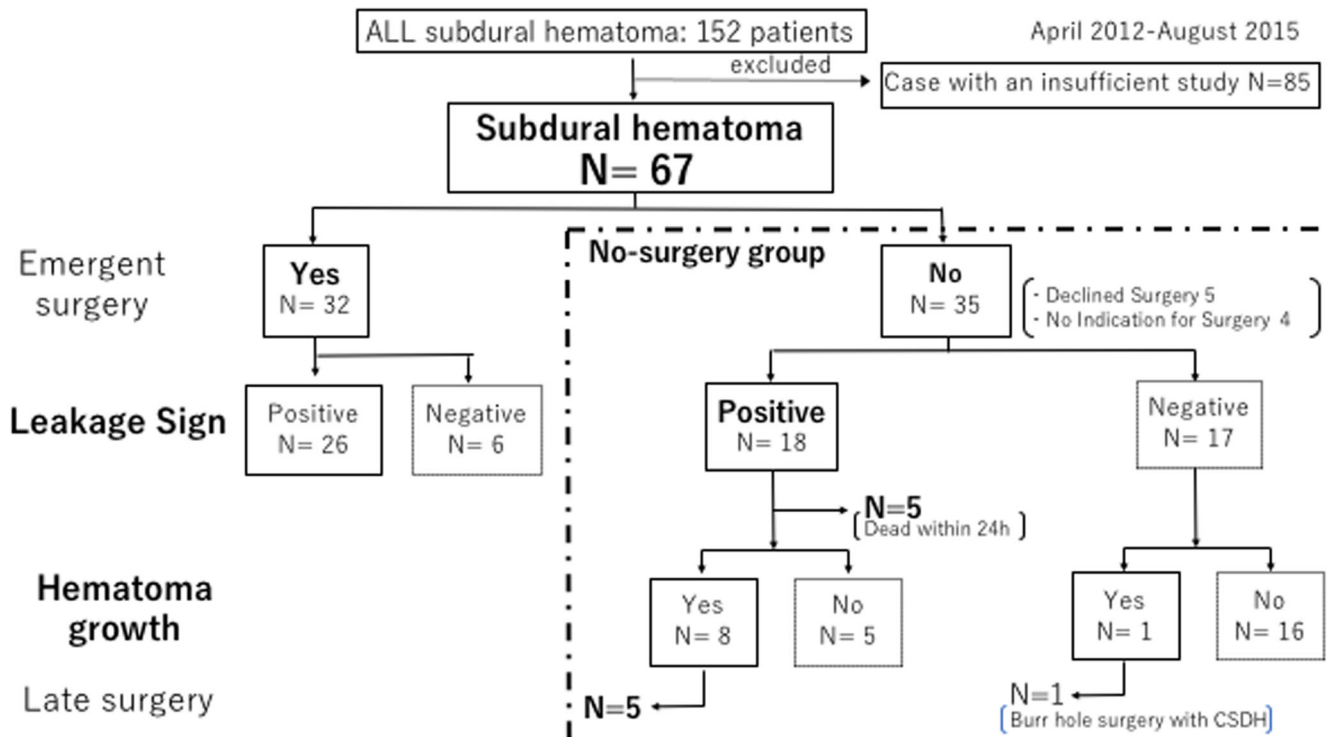 ALL subdural hematoma: 152 patients
April 2012-August 2015
excluded
Case with an insufficient study N=85
Subdural hematoma
N= 67
Emergent
surgery
Yes
N= 32
No-surgery group
No
N= 35
- Declined Surgery 5
- No Indication for Surgery 4
Leakage Sign
Positive
N= 26
Negative
N= 6
Positive
N= 18
Negative
N= 17
N=5
(Dead within 24h )
Hematoma
growth
Yes
N= 8
No
N= 5
Yes
N= 1
No
N= 16
Late surgery
N=5
N=1
[Burr hole surgery with CSDH]